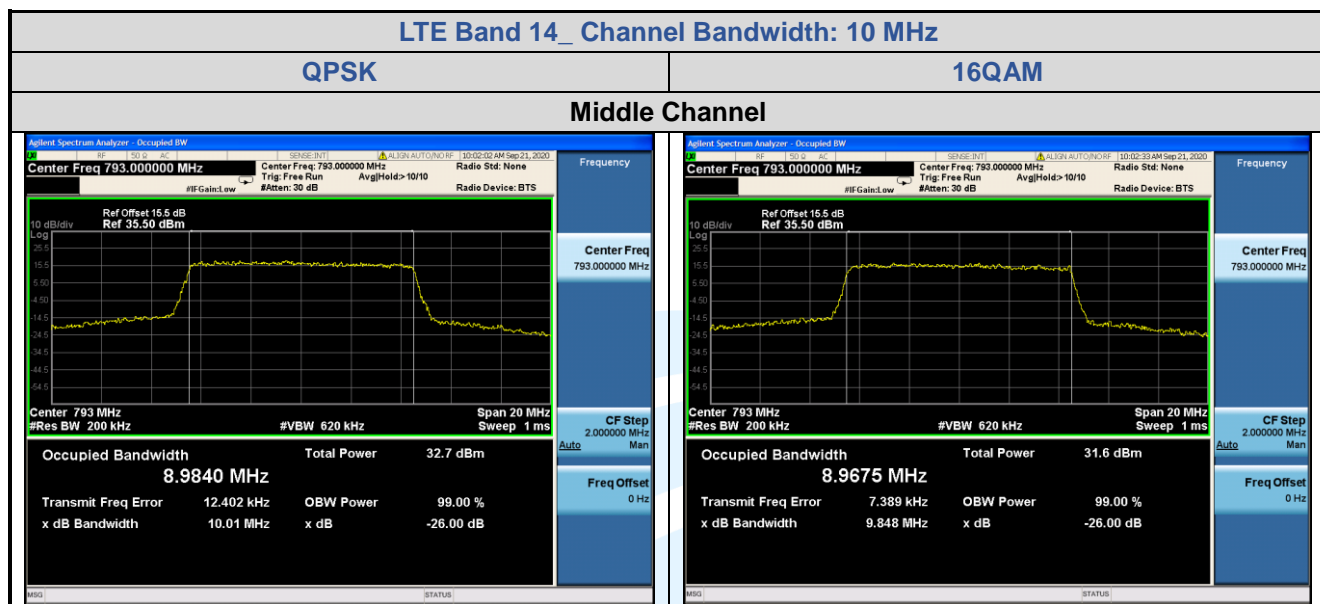 LTE Band 14_ Channel Bandwidth: 10 MHz
QPSK
16QAM
Middle Channel
Agilent Spectrum Analyzer - Occupied BW
RF 50 Ω AC SENSE:INT ALIGN AUTO/NO RF 10:02:02 AM Sep 21, 2020
Center Freq 793.000000 MHz
Center Freq: 793.000000 MHz
Radio Std: None
Trig: Free Run Avg|Hold:> 10/10
#IFGain:Low
#Atten: 30 dB
Radio Device: BTS
Frequency
Ref Offset 15.5 dB
10 dB/div Ref 35.50 dBm
Log
25.5
15.5
5.50
-4.50
-14.5
-24.5
-34.5
-44.5
-54.5
Center 793 MHz Span 20 MHz
#Res BW 200 kHz #VBW 620 kHz Sweep 1 ms
Occupied Bandwidth Total Power 32.7 dBm
8.9840 MHz
Transmit Freq Error 12.402 kHz OBW Power 99.00 %
x dB Bandwidth 10.01 MHz x dB -26.00 dB
Center Freq
793.000000 MHz
CF Step
2.000000 MHz
Auto Man
Freq Offset
0 Hz
MSG STATUS
Agilent Spectrum Analyzer - Occupied BW
RF 50 Ω AC SENSE:INT ALIGN AUTO/NO RF 10:02:33 AM Sep 21, 2020
Center Freq 793.000000 MHz
Center Freq: 793.000000 MHz
Radio Std: None
Trig: Free Run Avg|Hold:> 10/10
#IFGain:Low
#Atten: 30 dB
Radio Device: BTS
Frequency
Ref Offset 15.5 dB
10 dB/div Ref 35.50 dBm
Log
25.5
15.5
5.50
-4.50
-14.5
-24.5
-34.5
-44.5
-54.5
Center 793 MHz Span 20 MHz
#Res BW 200 kHz #VBW 620 kHz Sweep 1 ms
Occupied Bandwidth Total Power 31.6 dBm
8.9675 MHz
Transmit Freq Error 7.389 kHz OBW Power 99.00 %
x dB Bandwidth 9.848 MHz x dB -26.00 dB
Center Freq
793.000000 MHz
CF Step
2.000000 MHz
Auto Man
Freq Offset
0 Hz
MSG STATUS